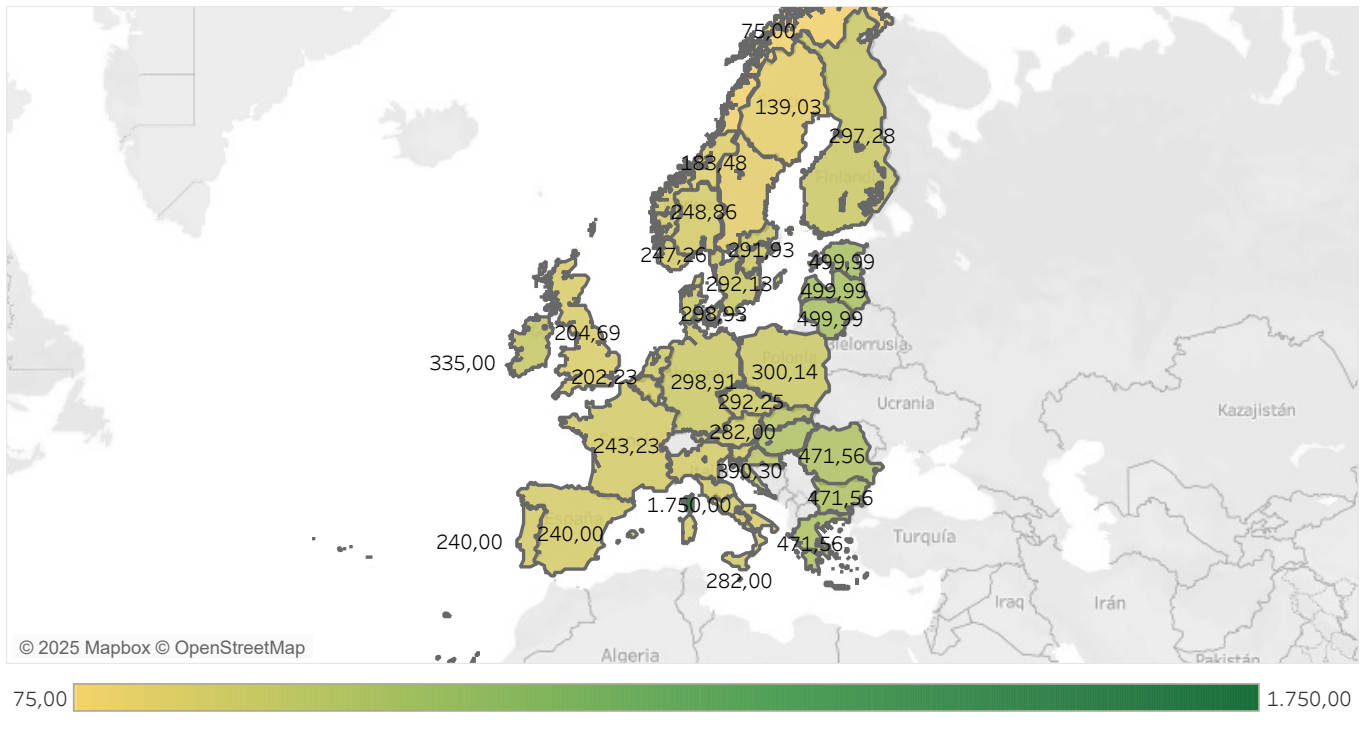 75,00
139,03
297,28
183,48
Finlandia
248,86
247,26
291,93
499,99
292,13
499,99
298,93
499,99
204,69
335,00
Bielorrusia
Polonia
202,23
298,91
300,14
292,25
Ucrania
Kazajistán
282,00
243,23
471,56
Italia
390,30
471,56
1.750,00
España
240,00
240,00
Turquía
471,56
282,00
Iraq
Irán
© 2025 Mapbox © OpenStreetMap
Algeria
Pakistán
75,00
1.750,00